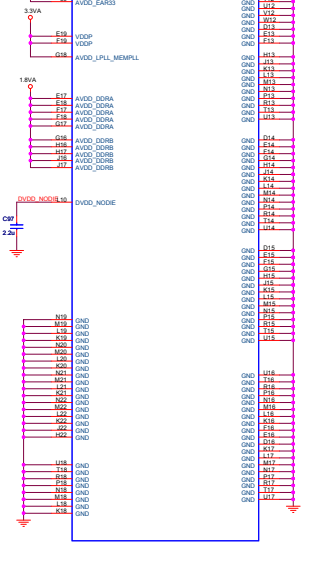 AVDD_EAR33
3.3VA
E19 VDDP
F19 VDDP
G18 AVDD_LPLL_MEMPLL
1.8VA
E17 AVDD_DDRA
E18 AVDD_DDRA
F17 AVDD_DDRA
F18 AVDD_DDRA
G17 AVDD_DDRA
G16 AVDD_DDRB
H16 AVDD_DDRB
H17 AVDD_DDRB
J16 AVDD_DDRB
J17 AVDD_DDRB
DVDD_NODIE L10 DVDD_NODIE
C97
2.2u
N19 GND
M19 GND
L19 GND
K19 GND
N20 GND
M20 GND
L20 GND
K20 GND
N21 GND
M21 GND
L21 GND
K21 GND
N22 GND
M22 GND
L22 GND
K22 GND
J22 GND
H22 GND
U18 GND
T18 GND
R18 GND
P18 GND
N18 GND
M18 GND
L18 GND
K18 GND
GND
GND U12
GND V12
GND W12
GND D13
GND E13
GND F13
GND H13
GND J13
GND K13
GND L13
GND M13
GND N13
GND P13
GND R13
GND T13
GND U13
GND D14
GND E14
GND F14
GND G14
GND H14
GND J14
GND K14
GND L14
GND M14
GND N14
GND P14
GND R14
GND T14
GND U14
GND D15
GND E15
GND F15
GND G15
GND H15
GND J15
GND K15
GND L15
GND M15
GND N15
GND P15
GND R15
GND T15
GND U15
GND U16
GND T16
GND R16
GND P16
GND N16
GND M16
GND L16
GND K16
GND F16
GND E16
GND D16
GND K17
GND L17
GND M17
GND N17
GND P17
GND R17
GND T17
GND U17